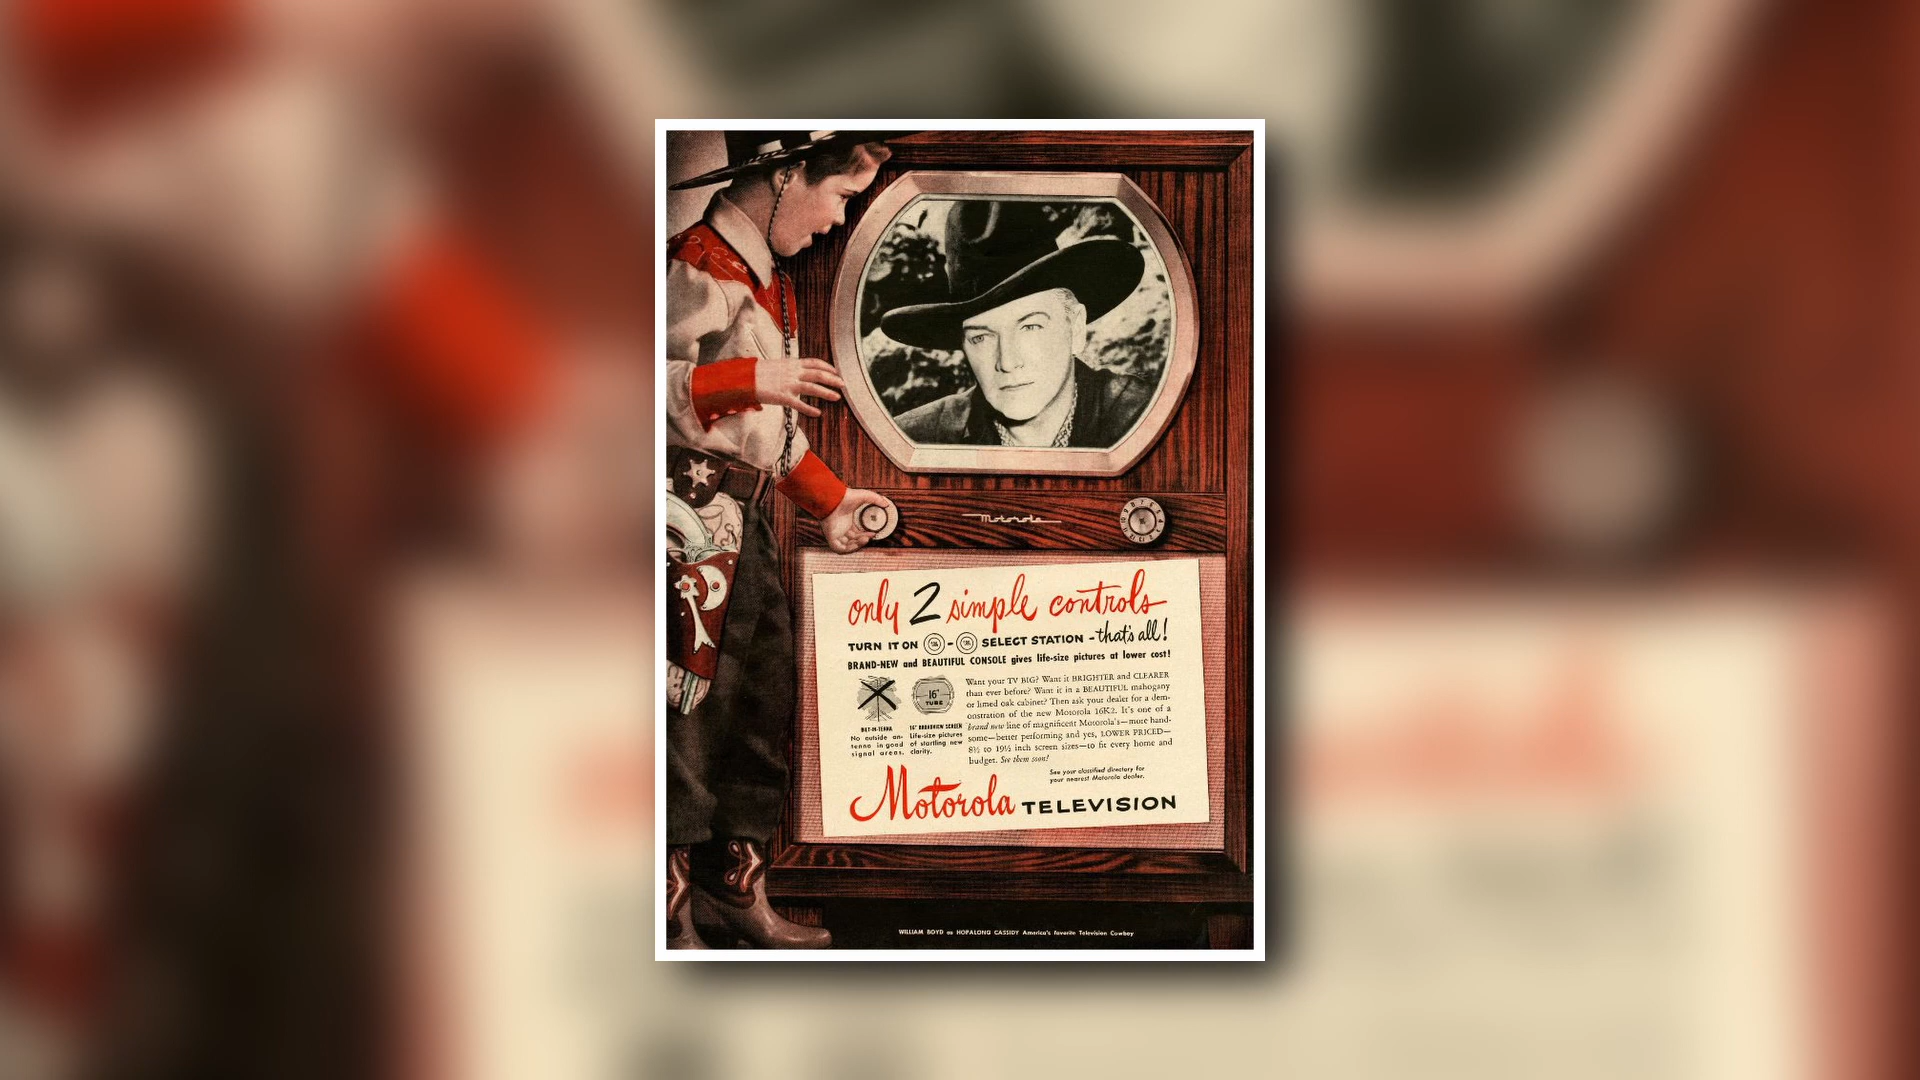 Motorola
only 2 simple controls
TURN IT ON - SELECT STATION - that's all!
BRAND-NEW and BEAUTIFUL CONSOLE gives life-size pictures at lower cost!
16"
TUBE
BILT-IN-TENNA
No outside an-
tenna in good
signal areas.
16" BROADVIEW SCREEN
Life-size pictures
of startling new
clarity.
Want your TV BIG? Want it BRIGHTER and CLEARER
than ever before? Want it in a BEAUTIFUL mahogany
or limed oak cabinet? Then ask your dealer for a dem-
onstration of the new Motorola 16K2. It's one of a
brand new line of magnificent Motorola's—more hand-
some—better performing and yes, LOWER PRICED—
8½ to 19½ inch screen sizes—to fit every home and
budget. See them soon!
See your classified directory for
your nearest Motorola dealer.
Motorola TELEVISION
WILLIAM BOYD as HOPALONG CASSIDY America's favorite Television Cowboy